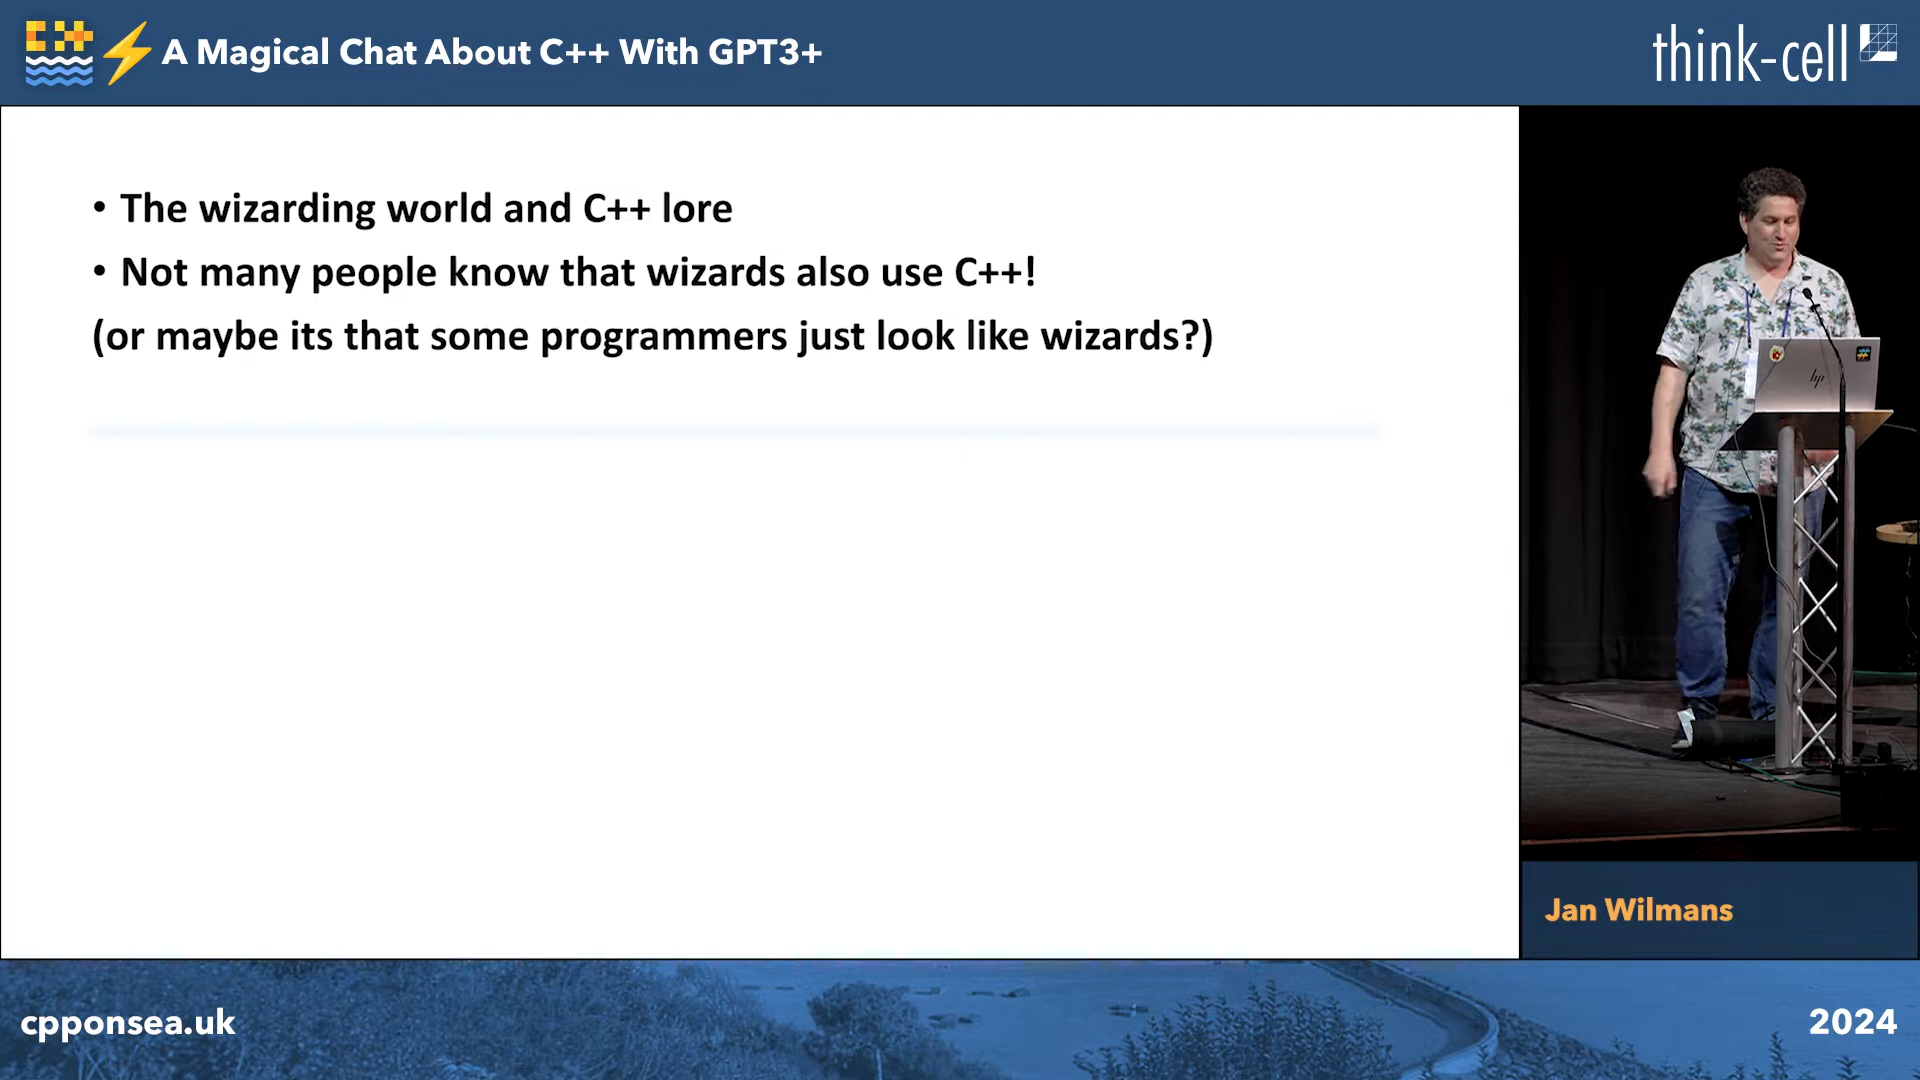 A Magical Chat About C++ With GPT3+
think-cell
• The wizarding world and C++ lore
• Not many people know that wizards also use C++!
(or maybe its that some programmers just look like wizards?)
hp
Jan Wilmans
cpponsea.uk
2024